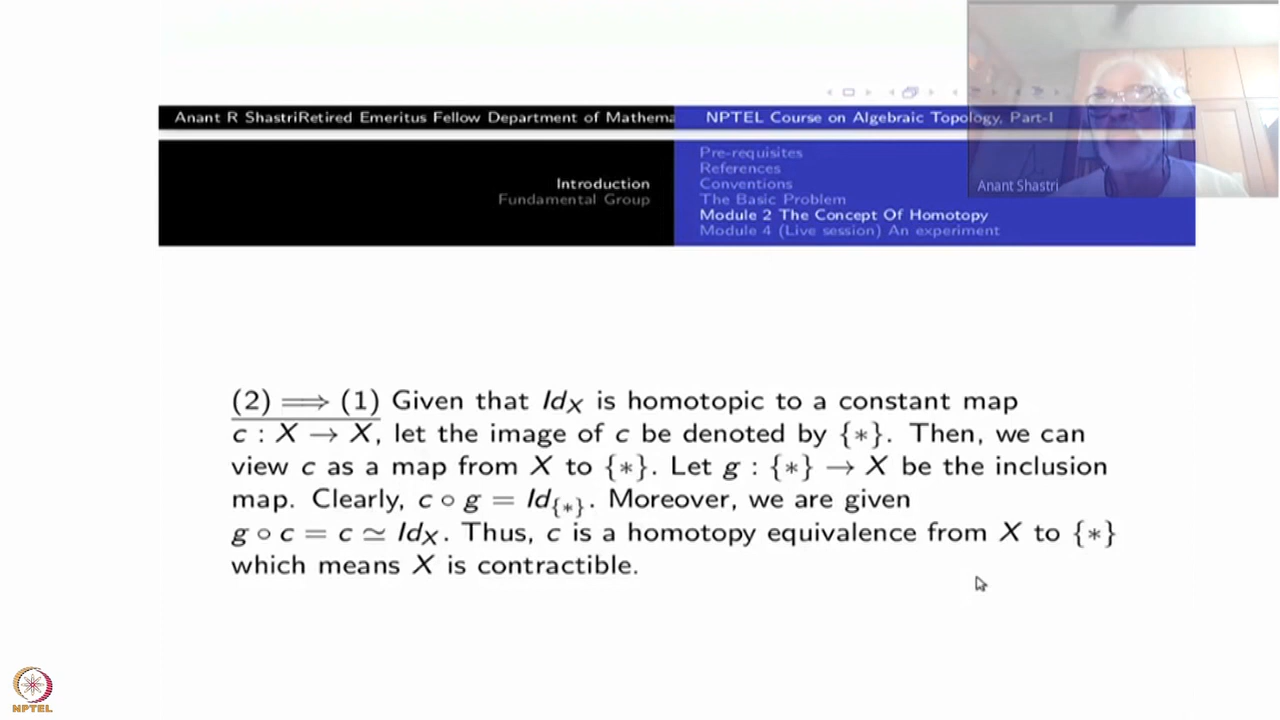 Anant R ShastriRetired Emeritus Fellow Department of Mathema
NPTEL Course on Algebraic Topology, Part-I
Introduction
Fundamental Group
Pre-requisites
References
Conventions
The Basic Problem
Module 2 The Concept Of Homotopy
Module 4 (Live session) An experiment
Anant Shastri
(2) ⟹ (1) Given that Id_X is homotopic to a constant map
c : X → X, let the image of c be denoted by {*}. Then, we can
view c as a map from X to {*}. Let g : {*} → X be the inclusion
map. Clearly, c ∘ g = Id_{*}. Moreover, we are given
g ∘ c = c ≃ Id_X. Thus, c is a homotopy equivalence from X to {*}
which means X is contractible.
NPTEL